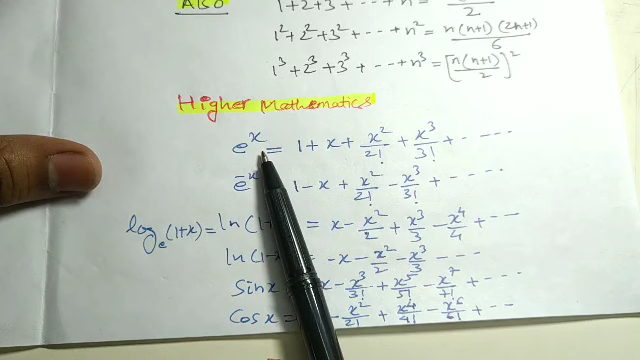 Also 1+2+3+ --- +n = 2
1² + 2² + 3² + --- + n² = n(n+1)(2n+1)/6
1³ + 2³ + 3³ + --- + n³ = [n(n+1)/2]²
Higher Mathematics
e^x = 1 + x + x²/2! + x³/3! + -----
1 - x + x²/2! - x³/3! + ----
log_e(1+x) = ln(1+ = x - x²/2 + x³/3 - x⁴/4 + ---
ln(1- -x - x²/2 - x³/3 ----
Sinx x - x³/3! + x⁵/5! - x⁷/7! + ---
Cosx - x²/2! + x⁴/4! - x⁶/6! + ---